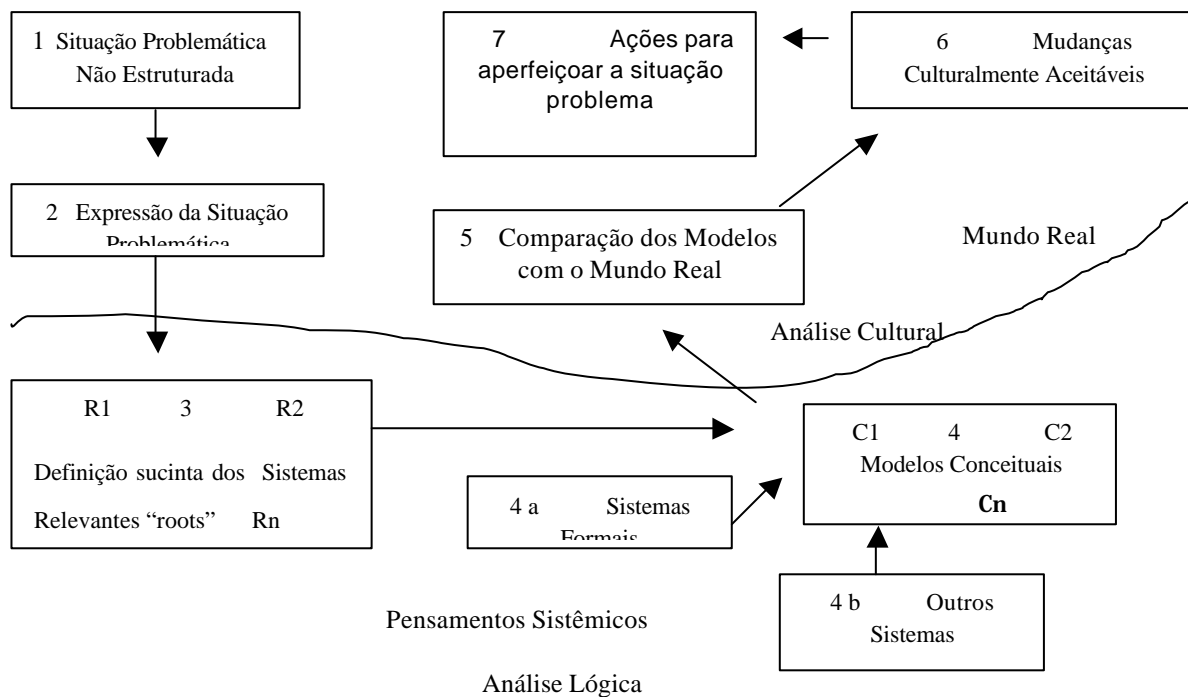 1 Situação Problemática
Não Estruturada
7 Ações para
aperfeiçoar a situação
problema
6 Mudanças
Culturalmente Aceitáveis
2 Expressão da Situação
Problemática
5 Comparação dos Modelos
com o Mundo Real
Mundo Real
Análise Cultural
R1 3 R2
Definição sucinta dos Sistemas
Relevantes “roots” Rn
C1 4 C2
Modelos Conceituais
Cn
4 a Sistemas
Formais
4 b Outros
Sistemas
Pensamentos Sistêmicos
Análise Lógica